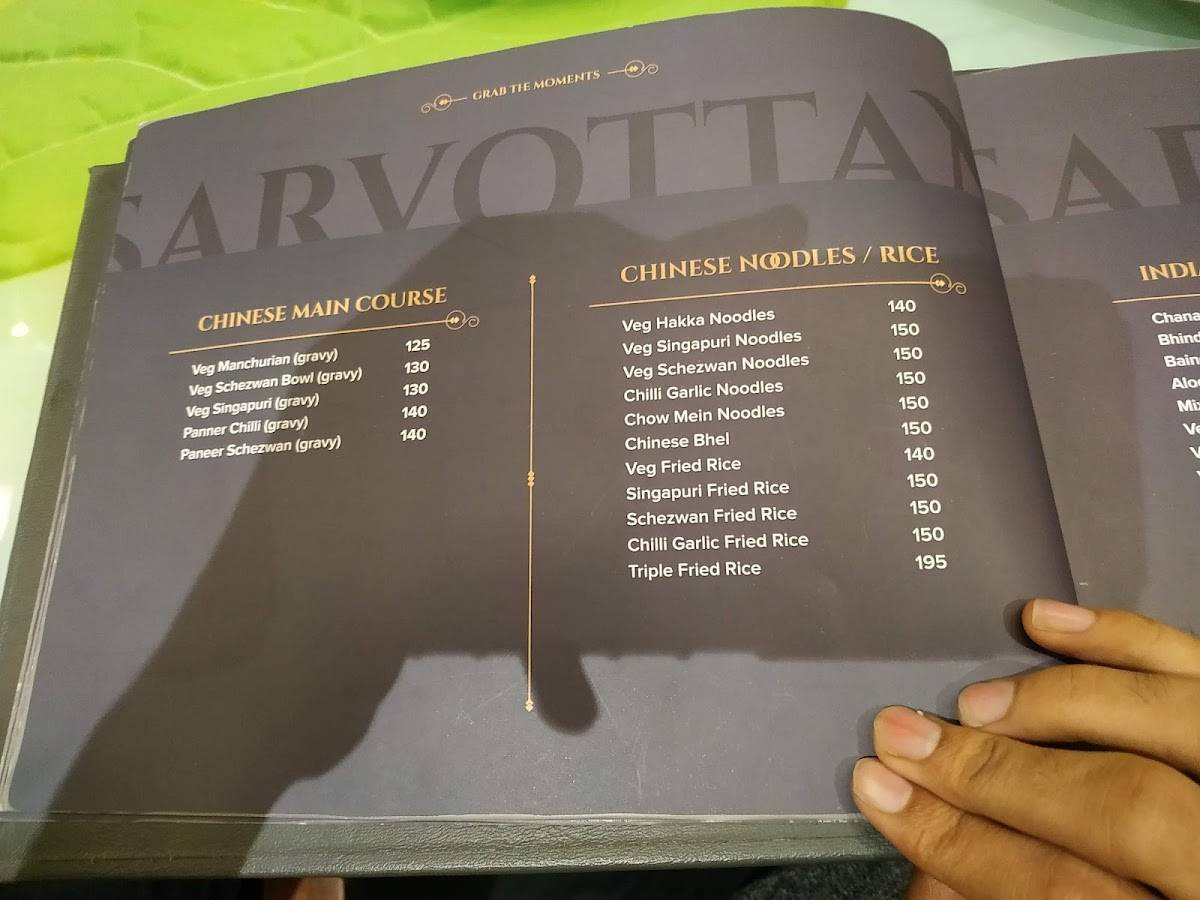 GRAB THE MOMENTS
SARVOTTAM
CHINESE MAIN COURSE
Veg Manchurian (gravy) 125
Veg Schezwan Bowl (gravy) 130
Veg Singapuri (gravy) 130
Panner Chilli (gravy) 140
Paneer Schezwan (gravy) 140
CHINESE NOODLES / RICE
Veg Hakka Noodles 140
Veg Singapuri Noodles 150
Veg Schezwan Noodles 150
Chilli Garlic Noodles 150
Chow Mein Noodles 150
Chinese Bhel 150
Veg Fried Rice 140
Singapuri Fried Rice 150
Schezwan Fried Rice 150
Chilli Garlic Fried Rice 150
Triple Fried Rice 195
Chana